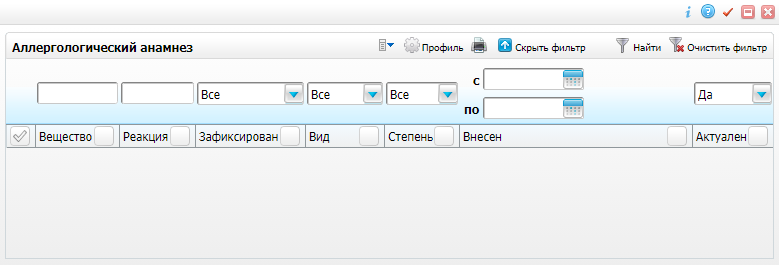 Аллергологический анамнез Профиль Скрыть фильтр Найти Очистить фильтр
с
Все Все Все Да
по
Вещество Реакция Зафиксирован Вид Степень Внесен Актуален